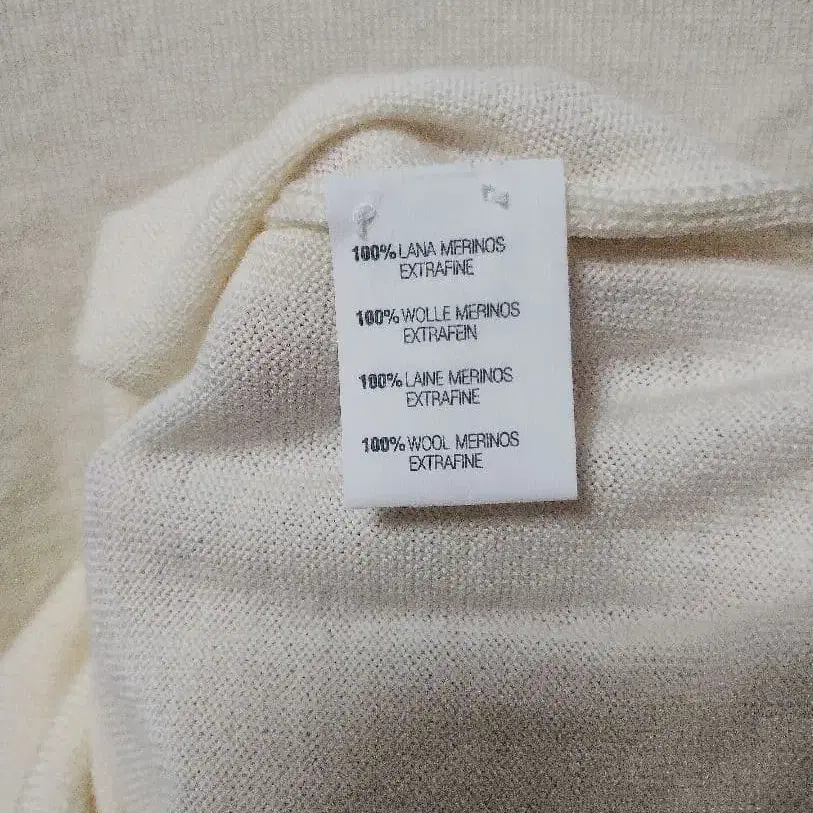 100% LANA MERINOS
EXTRAFINE
100% WOLLE MERINOS
EXTRAFEIN
100% LAINE MERINOS
EXTRAFINE
100% WOOL MERINOS
EXTRAFINE